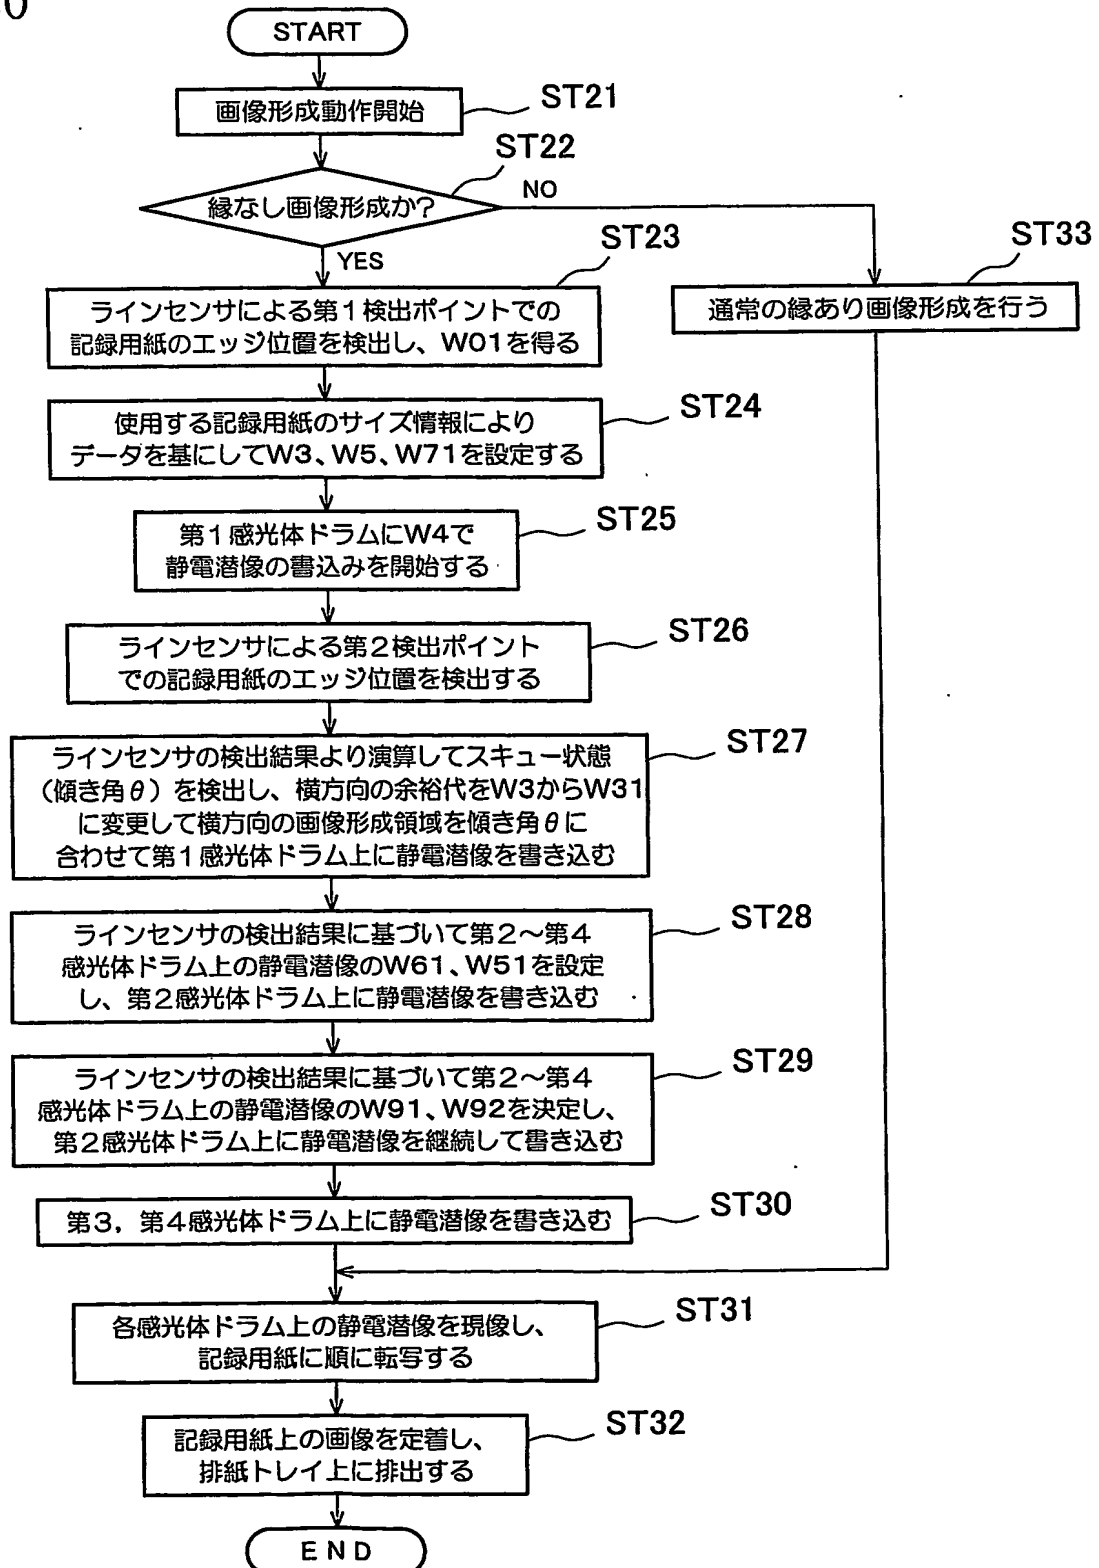 0
START
画像形成動作開始
ST21
ST22
縁なし画像形成か?
NO
YES
ST23
ST33
ラインセンサによる第1検出ポイントでの
記録用紙のエッジ位置を検出し、W01を得る
通常の縁あり画像形成を行う
ST24
使用する記録用紙のサイズ情報により
データを基にしてW3、W5、W71を設定する
ST25
第1感光体ドラムにW4で
静電潜像の書込みを開始する
ST26
ラインセンサによる第2検出ポイント
での記録用紙のエッジ位置を検出する
ST27
ラインセンサの検出結果より演算してスキュー状態
(傾き角θ)を検出し、横方向の余裕代をW3からW31
に変更して横方向の画像形成領域を傾き角θに
合わせて第1感光体ドラム上に静電潜像を書き込む
ST28
ラインセンサの検出結果に基づいて第2~第4
感光体ドラム上の静電潜像のW61、W51を設定
し、第2感光体ドラム上に静電潜像を書き込む
ST29
ラインセンサの検出結果に基づいて第2~第4
感光体ドラム上の静電潜像のW91、W92を決定し、
第2感光体ドラム上に静電潜像を継続して書き込む
ST30
第3,第4感光体ドラム上に静電潜像を書き込む
ST31
各感光体ドラム上の静電潜像を現像し、
記録用紙に順に転写する
ST32
記録用紙上の画像を定着し、
排紙トレイ上に排出する
END